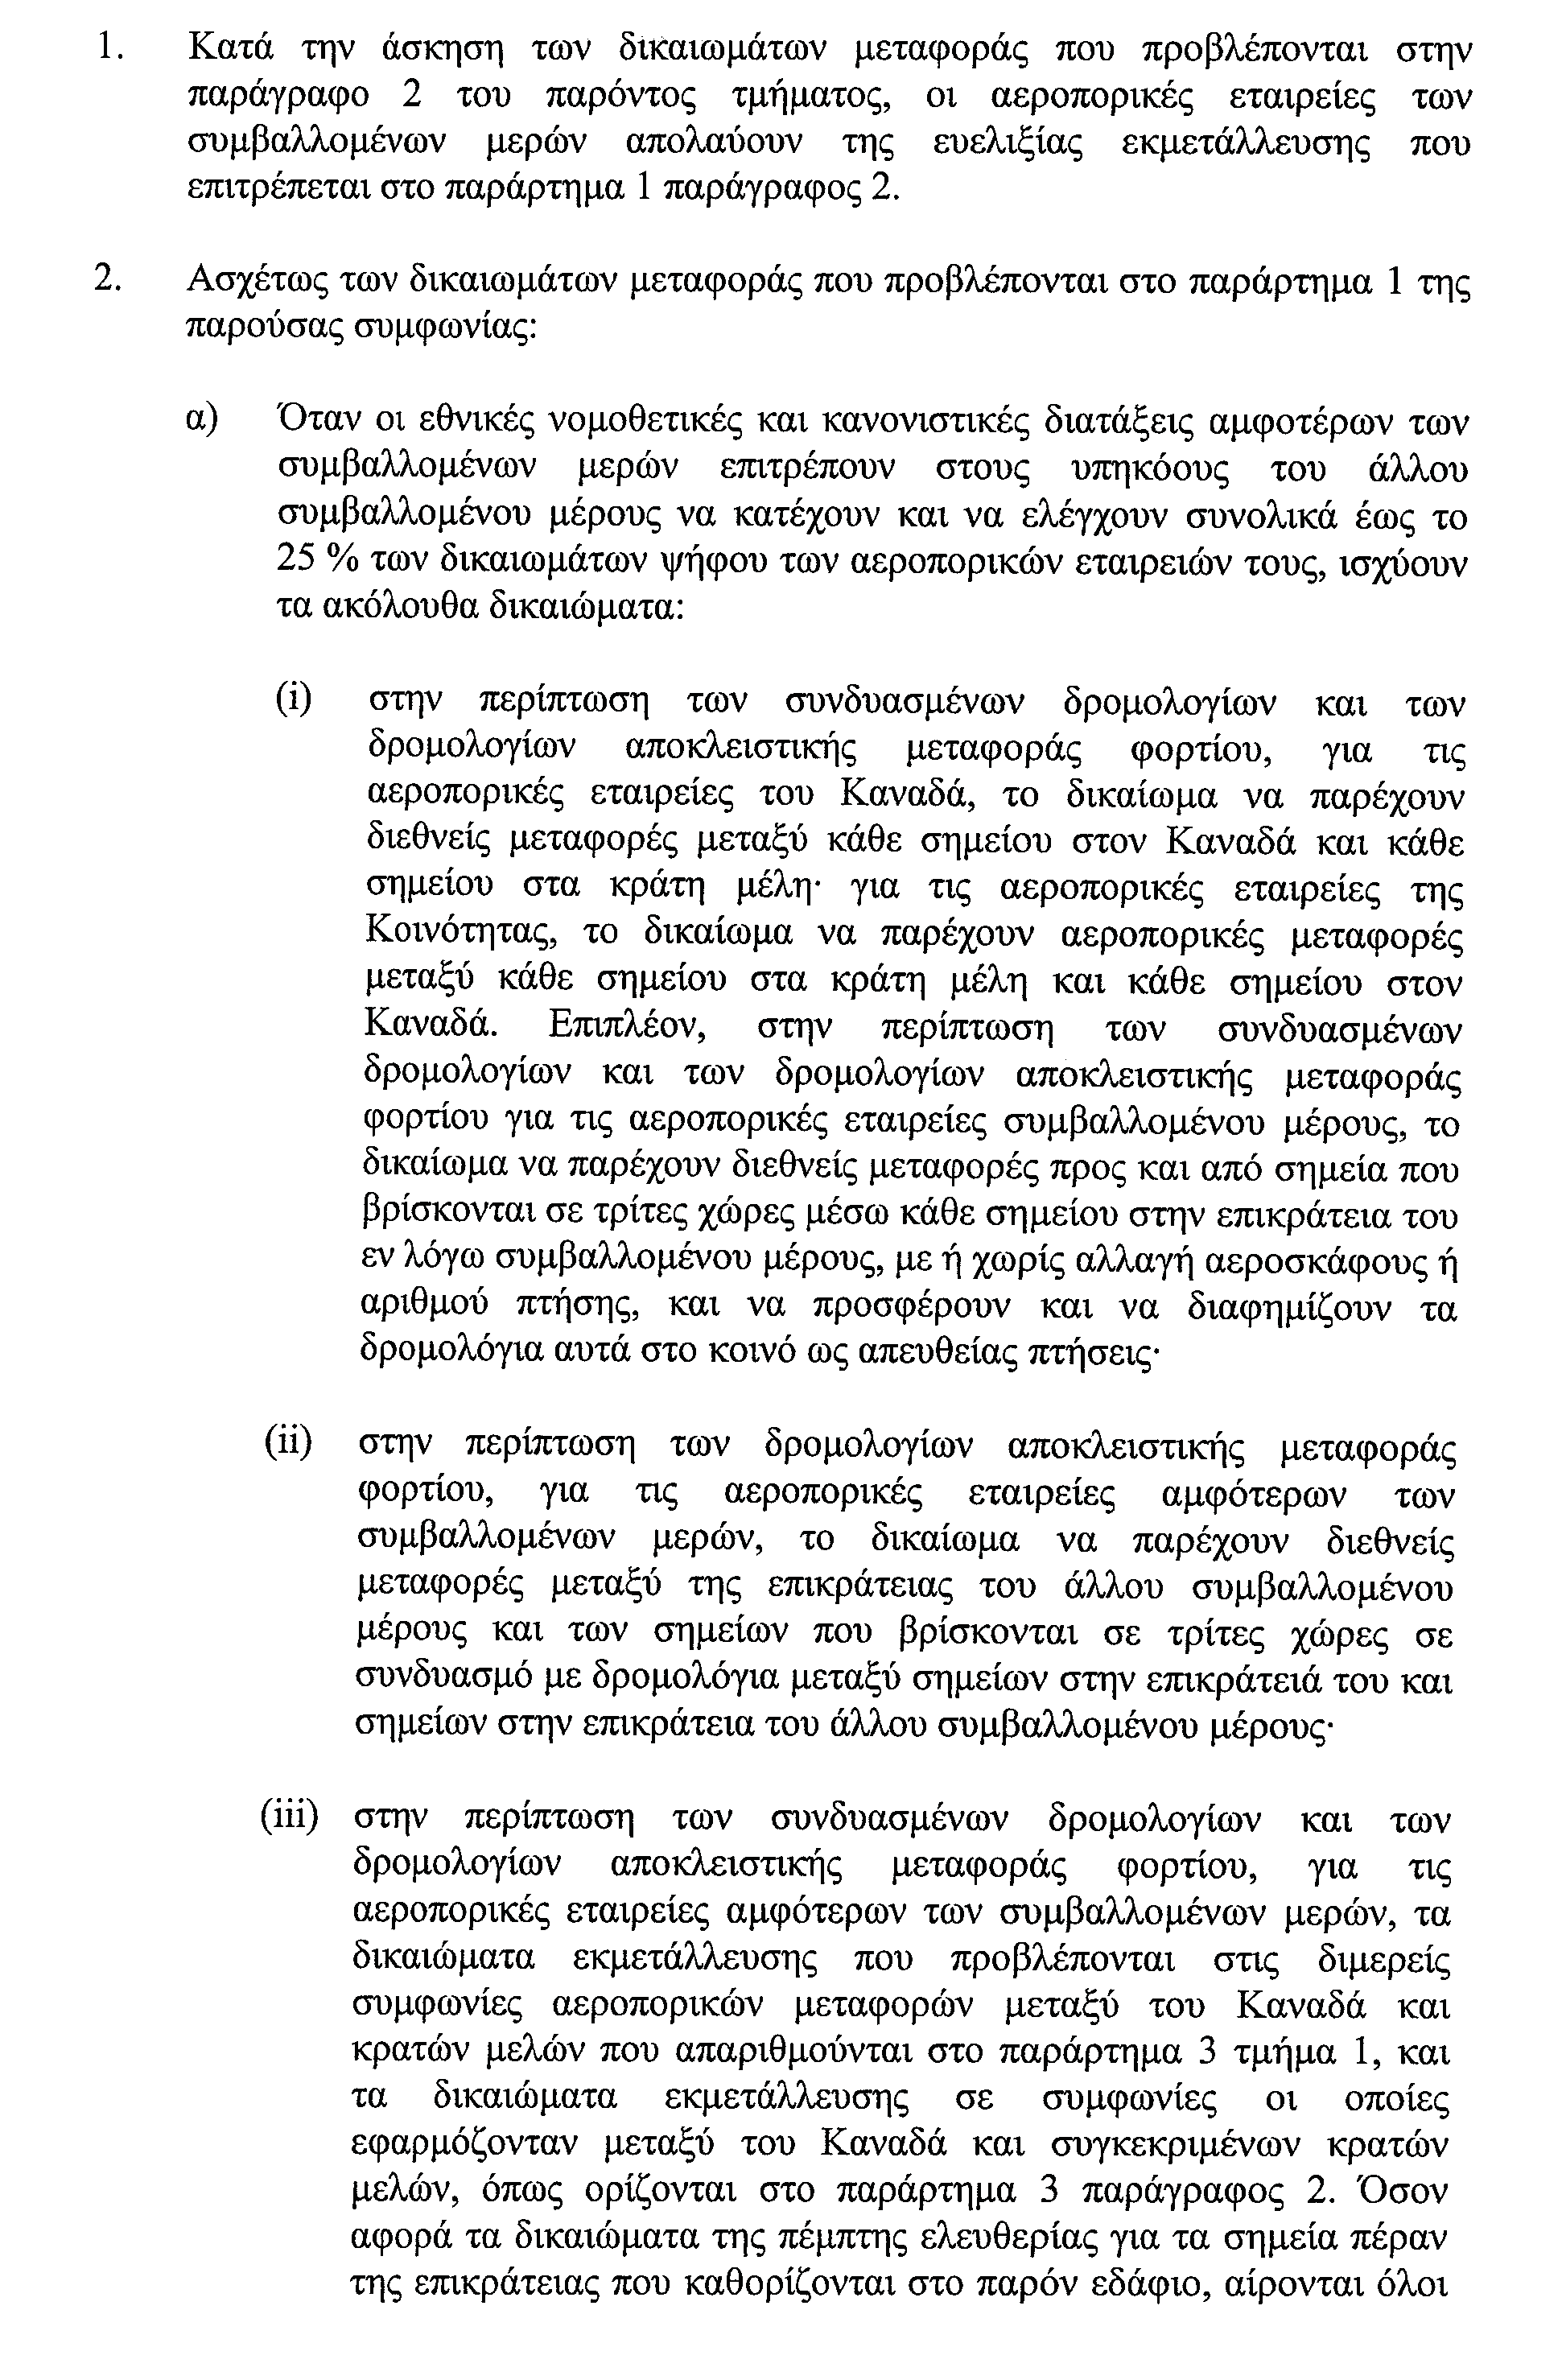 1. Κατά την άσκηση των δικαιωμάτων μεταφοράς που προβλέπονται στην
παράγραφο 2 του παρόντος τμήματος, οι αεροπορικές εταιρείες των
συμβαλλομένων μερών απολαύουν της ευελιξίας εκμετάλλευσης που
επιτρέπεται στο παράρτημα 1 παράγραφος 2.
2. Ασχέτως των δικαιωμάτων μεταφοράς που προβλέπονται στο παράρτημα 1 της
παρούσας συμφωνίας:
α) Όταν οι εθνικές νομοθετικές και κανονιστικές διατάξεις αμφοτέρων των
συμβαλλομένων μερών επιτρέπουν στους υπηκόους του άλλου
συμβαλλομένου μέρους να κατέχουν και να ελέγχουν συνολικά έως το
25 % των δικαιωμάτων ψήφου των αεροπορικών εταιρειών τους, ισχύουν
τα ακόλουθα δικαιώματα:
(i) στην περίπτωση των συνδυασμένων δρομολογίων και των
δρομολογίων αποκλειστικής μεταφοράς φορτίου, για τις
αεροπορικές εταιρείες του Καναδά, το δικαίωμα να παρέχουν
διεθνείς μεταφορές μεταξύ κάθε σημείου στον Καναδά και κάθε
σημείου στα κράτη μέλη· για τις αεροπορικές εταιρείες της
Κοινότητας, το δικαίωμα να παρέχουν αεροπορικές μεταφορές
μεταξύ κάθε σημείου στα κράτη μέλη και κάθε σημείου στον
Καναδά. Επιπλέον, στην περίπτωση των συνδυασμένων
δρομολογίων και των δρομολογίων αποκλειστικής μεταφοράς
φορτίου για τις αεροπορικές εταιρείες συμβαλλομένου μέρους, το
δικαίωμα να παρέχουν διεθνείς μεταφορές προς και από σημεία που
βρίσκονται σε τρίτες χώρες μέσω κάθε σημείου στην επικράτεια του
εν λόγω συμβαλλομένου μέρους, με ή χωρίς αλλαγή αεροσκάφους ή
αριθμού πτήσης, και να προσφέρουν και να διαφημίζουν τα
δρομολόγια αυτά στο κοινό ως απευθείας πτήσεις·
(ii) στην περίπτωση των δρομολογίων αποκλειστικής μεταφοράς
φορτίου, για τις αεροπορικές εταιρείες αμφότερων των
συμβαλλομένων μερών, το δικαίωμα να παρέχουν διεθνείς
μεταφορές μεταξύ της επικράτειας του άλλου συμβαλλομένου
μέρους και των σημείων που βρίσκονται σε τρίτες χώρες σε
συνδυασμό με δρομολόγια μεταξύ σημείων στην επικράτειά του και
σημείων στην επικράτεια του άλλου συμβαλλομένου μέρους·
(iii) στην περίπτωση των συνδυασμένων δρομολογίων και των
δρομολογίων αποκλειστικής μεταφοράς φορτίου, για τις
αεροπορικές εταιρείες αμφότερων των συμβαλλομένων μερών, τα
δικαιώματα εκμετάλλευσης που προβλέπονται στις διμερείς
συμφωνίες αεροπορικών μεταφορών μεταξύ του Καναδά και
κρατών μελών που απαριθμούνται στο παράρτημα 3 τμήμα 1, και
τα δικαιώματα εκμετάλλευσης σε συμφωνίες οι οποίες
εφαρμόζονταν μεταξύ του Καναδά και συγκεκριμένων κρατών
μελών, όπως ορίζονται στο παράρτημα 3 παράγραφος 2. Όσον
αφορά τα δικαιώματα της πέμπτης ελευθερίας για τα σημεία πέραν
της επικράτειας που καθορίζονται στο παρόν εδάφιο, αίρονται όλοι